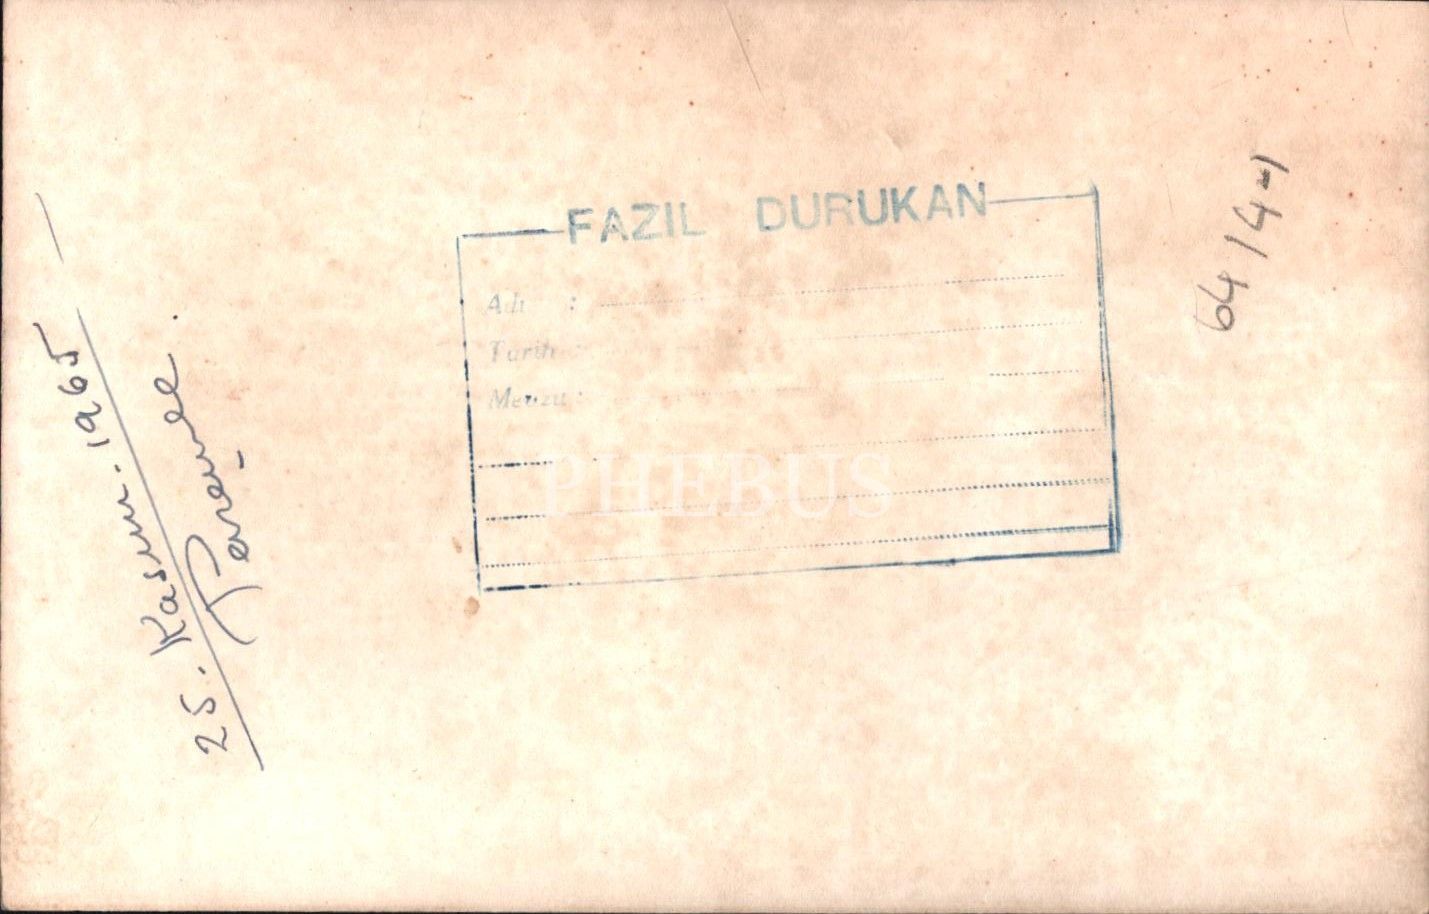 FAZIL DURUKAN
Adı :
Tarih :
Mevzu :
PHEBUS
25. Kasım. 1965
64/4-1